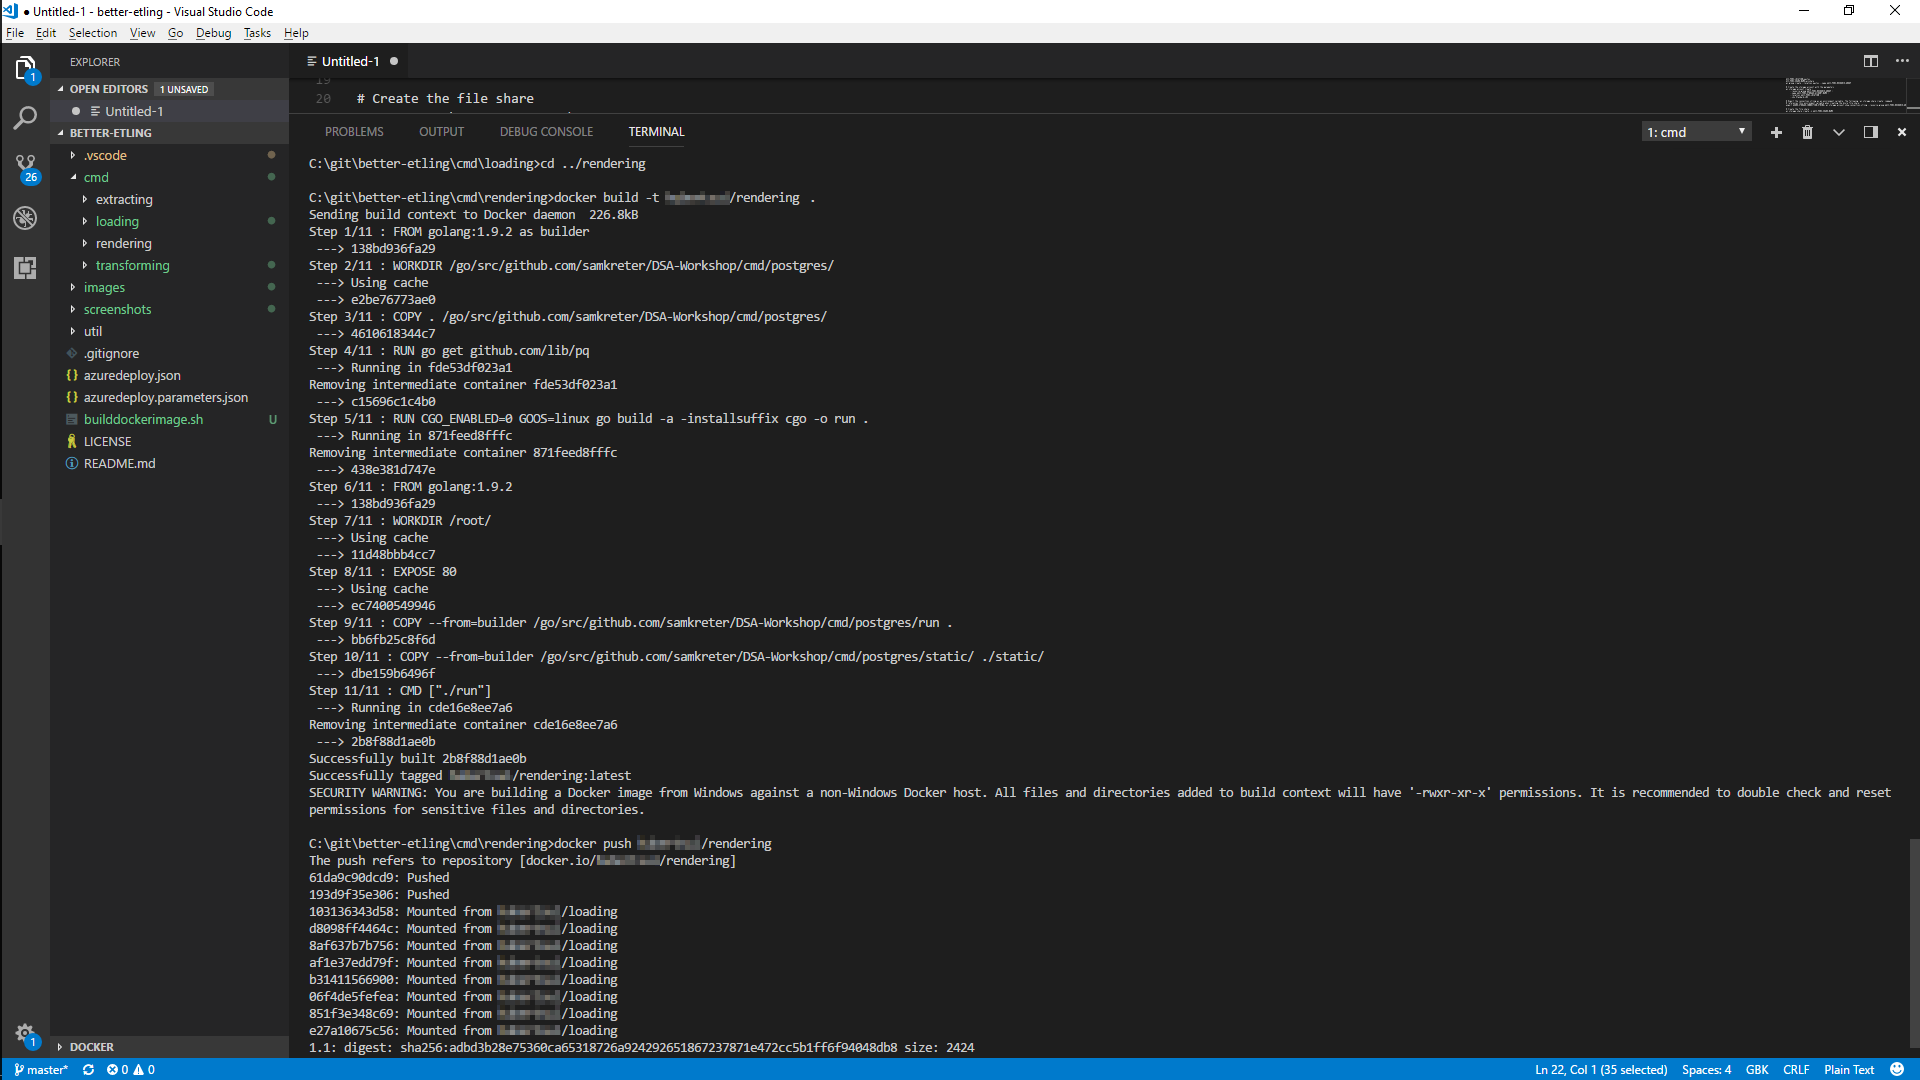 ● Untitled-1 - better-etling - Visual Studio Code
File Edit Selection View Go Debug Tasks Help
EXPLORER
OPEN EDITORS 1 UNSAVED
Untitled-1
BETTER-ETLING
.vscode
cmd
extracting
loading
rendering
transforming
images
screenshots
util
.gitignore
{} azuredeploy.json
{} azuredeploy.parameters.json
builddockerimage.sh U
LICENSE
README.md
DOCKER
1
26
1
Untitled-1
19
20 # Create the file share
PROBLEMS OUTPUT DEBUG CONSOLE TERMINAL
1: cmd
C:\git\better-etling\cmd\loading>cd ../rendering
C:\git\better-etling\cmd\rendering>docker build -t /rendering .
Sending build context to Docker daemon 226.8kB
Step 1/11 : FROM golang:1.9.2 as builder
---> 138bd936fa29
Step 2/11 : WORKDIR /go/src/github.com/samkreter/DSA-Workshop/cmd/postgres/
---> Using cache
---> e2be76773ae0
Step 3/11 : COPY . /go/src/github.com/samkreter/DSA-Workshop/cmd/postgres/
---> 4610618344c7
Step 4/11 : RUN go get github.com/lib/pq
---> Running in fde53df023a1
Removing intermediate container fde53df023a1
---> c15696c1c4b0
Step 5/11 : RUN CGO_ENABLED=0 GOOS=linux go build -a -installsuffix cgo -o run .
---> Running in 871feed8fffc
Removing intermediate container 871feed8fffc
---> 438e381d747e
Step 6/11 : FROM golang:1.9.2
---> 138bd936fa29
Step 7/11 : WORKDIR /root/
---> Using cache
---> 11d48bbb4cc7
Step 8/11 : EXPOSE 80
---> Using cache
---> ec7400549946
Step 9/11 : COPY --from=builder /go/src/github.com/samkreter/DSA-Workshop/cmd/postgres/run .
---> bb6fb25c8f6d
Step 10/11 : COPY --from=builder /go/src/github.com/samkreter/DSA-Workshop/cmd/postgres/static/ ./static/
---> dbe159b6496f
Step 11/11 : CMD ["./run"]
---> Running in cde16e8ee7a6
Removing intermediate container cde16e8ee7a6
---> 2b8f88d1ae0b
Successfully built 2b8f88d1ae0b
Successfully tagged /rendering:latest
SECURITY WARNING: You are building a Docker image from Windows against a non-Windows Docker host. All files and directories added to build context will have '-rwxr-xr-x' permissions. It is recommended to double check and reset
permissions for sensitive files and directories.
C:\git\better-etling\cmd\rendering>docker push /rendering
The push refers to repository [docker.io/ /rendering]
61da9c90dcd9: Pushed
193d9f35e306: Pushed
103136343d58: Mounted from /loading
d8098ff4464c: Mounted from /loading
8af637b7b756: Mounted from /loading
af1e37edd79f: Mounted from /loading
b31411566900: Mounted from /loading
06f4de5fefea: Mounted from /loading
851f3e348c69: Mounted from /loading
e27a10675c56: Mounted from /loading
1.1: digest: sha256:adbd3b28e75360ca65318726a924292651867237871e472cc5b1ff6f94048db8 size: 2424
master* 0 0 Ln 22, Col 1 (35 selected) Spaces: 4 GBK CRLF Plain Text